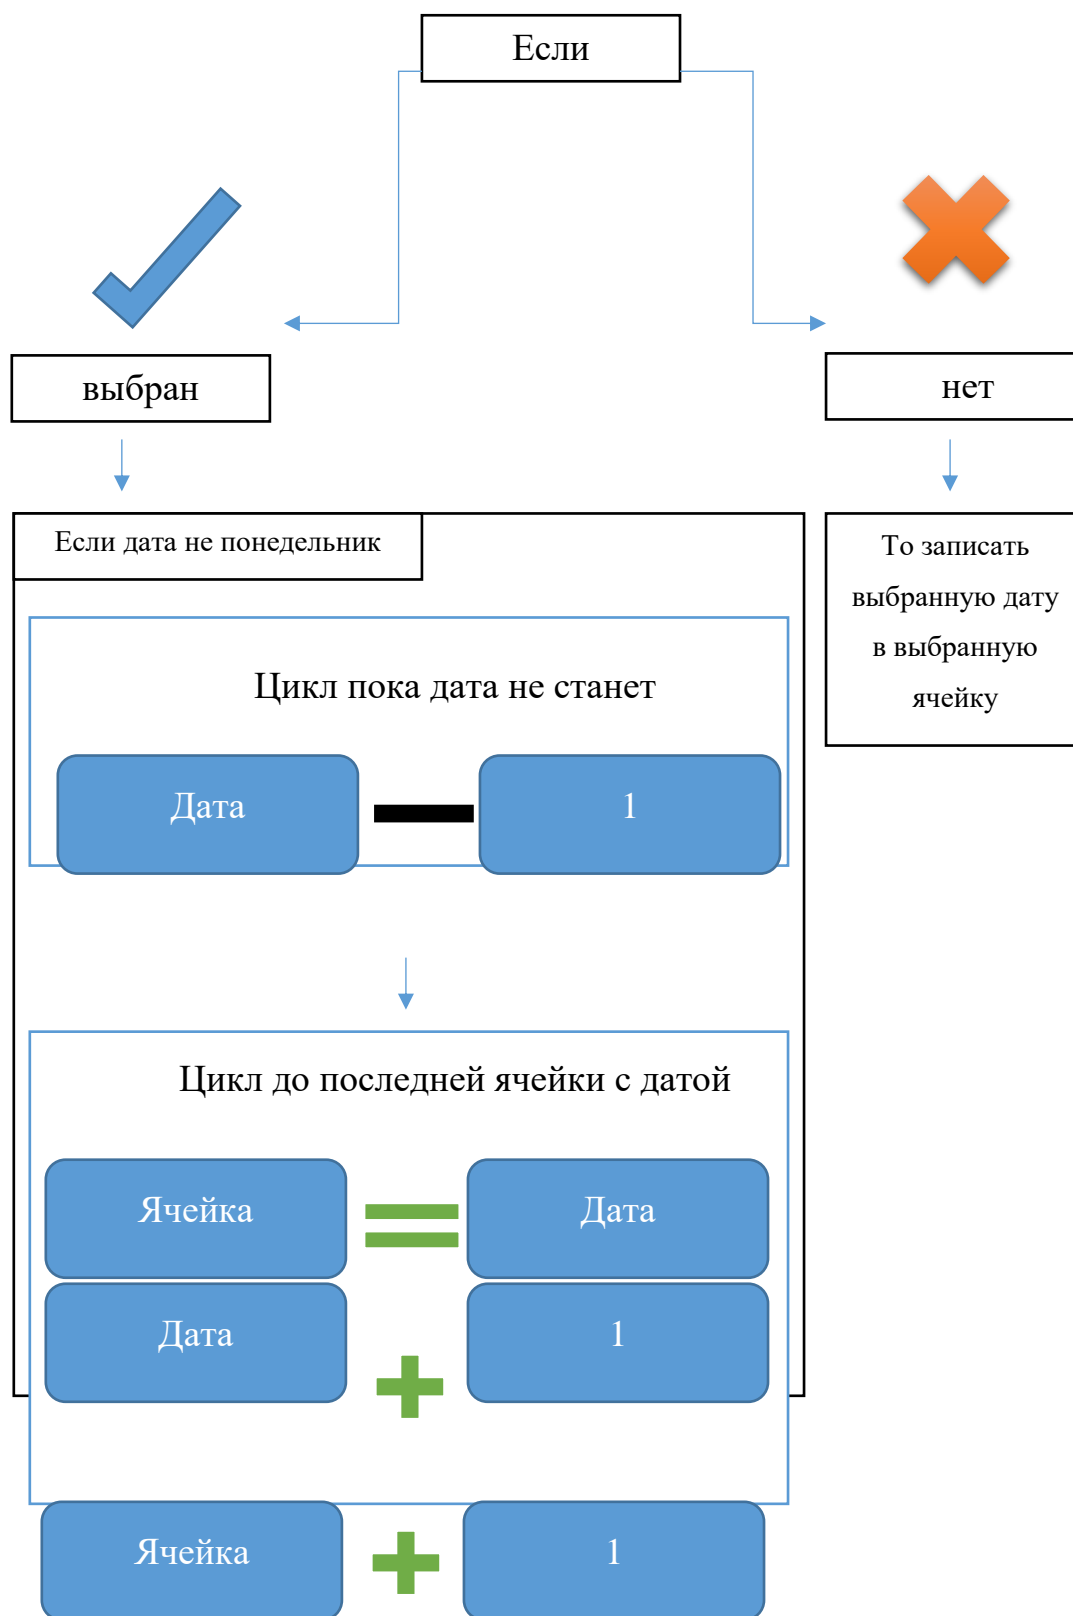 Если
выбран
нет
Если дата не понедельник
То записать
выбранную дату
в выбранную
ячейку
Цикл пока дата не станет
Дата
1
Цикл до последней ячейки с датой
Ячейка
Дата
Дата
1
Ячейка
1